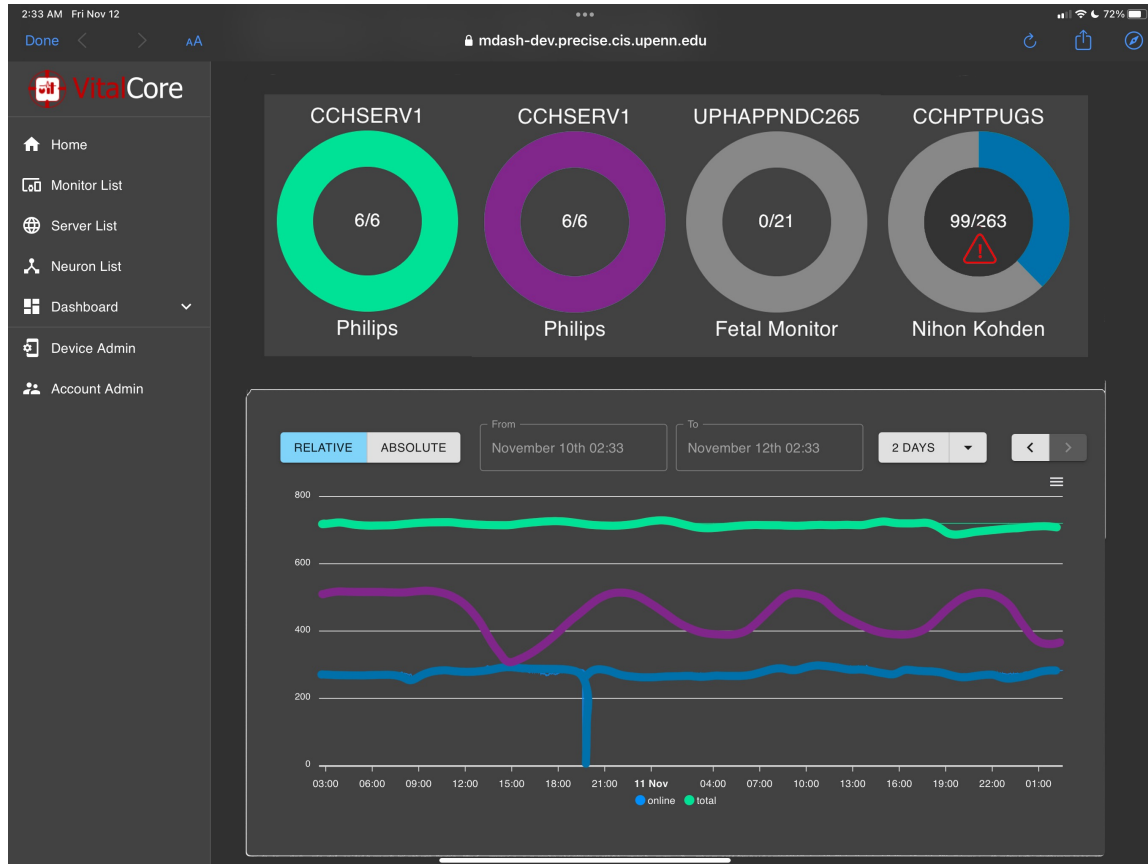 2:33 AM Fri Nov 12
72%
Done
AA
mdash-dev.precise.cis.upenn.edu
VitalCore
Home
Monitor List
Server List
Neuron List
Dashboard
Device Admin
Account Admin
CCHSERV1
6/6
Philips
CCHSERV1
6/6
Philips
UPHAPPNDC265
0/21
Fetal Monitor
CCHPTPUGS
99/263
Nihon Kohden
RELATIVE
ABSOLUTE
From
November 10th 02:33
To
November 12th 02:33
2 DAYS
800
600
400
200
0
03:00 06:00 09:00 12:00 15:00 18:00 21:00 11 Nov 04:00 07:00 10:00 13:00 16:00 19:00 22:00 01:00
online total